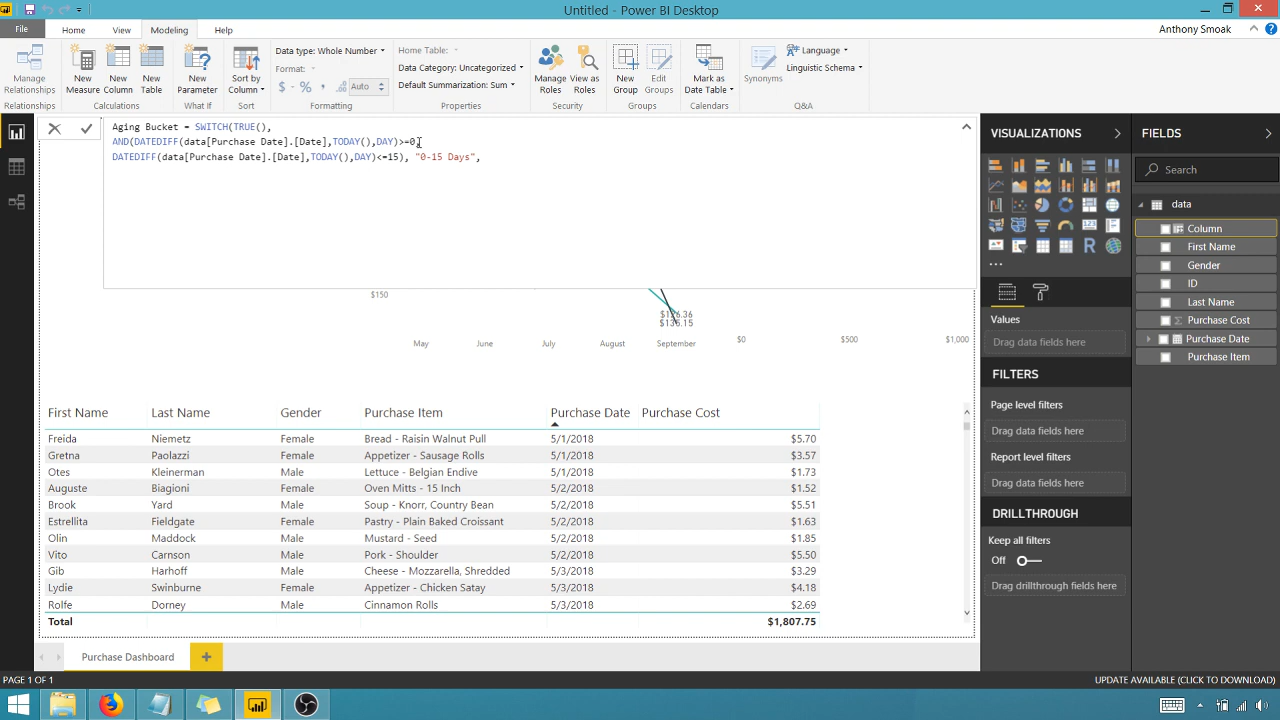 Untitled - Power BI Desktop
File
Home
View
Modeling
Help
Anthony Smoak
Manage Relationships
Relationships
New Measure
New Column
New Table
Calculations
New Parameter
What If
Sort by Column
Sort
Data type: Whole Number
Format:
$ % , .00 Auto
Formatting
Home Table:
Data Category: Uncategorized
Default Summarization: Sum
Properties
Manage Roles
View as Roles
Security
New Group
Edit Groups
Groups
Mark as Date Table
Calendars
Synonyms
Language
Linguistic Schema
Q&A
Aging Bucket = SWITCH(TRUE(),
AND(DATEDIFF(data[Purchase Date].[Date],TODAY(),DAY)>=0,
DATEDIFF(data[Purchase Date].[Date],TODAY(),DAY)<=15), "0-15 Days",
$150
$135.15
May June July August September
$0 $500 $1,000
First Name Last Name Gender Purchase Item Purchase Date Purchase Cost
Freida Niemetz Female Bread - Raisin Walnut Pull 5/1/2018 $5.70
Gretna Paolazzi Female Appetizer - Sausage Rolls 5/1/2018 $3.57
Otes Kleinerman Male Lettuce - Belgian Endive 5/1/2018 $1.73
Auguste Biagioni Female Oven Mitts - 15 Inch 5/2/2018 $1.52
Brook Yard Male Soup - Knorr, Country Bean 5/2/2018 $5.51
Estrellita Fieldgate Female Pastry - Plain Baked Croissant 5/2/2018 $1.63
Olin Maddock Male Mustard - Seed 5/2/2018 $1.85
Vito Carnson Male Pork - Shoulder 5/2/2018 $5.50
Gib Harhoff Male Cheese - Mozzarella, Shredded 5/3/2018 $3.29
Lydie Swinburne Female Appetizer - Chicken Satay 5/3/2018 $4.18
Rolfe Dorney Male Cinnamon Rolls 5/3/2018 $2.69
Total $1,807.75
Purchase Dashboard
PAGE 1 OF 1
UPDATE AVAILABLE (CLICK TO DOWNLOAD)
VISUALIZATIONS
R
Values
Drag data fields here
FILTERS
Page level filters
Drag data fields here
Report level filters
Drag data fields here
DRILLTHROUGH
Keep all filters
Off
Drag drillthrough fields here
FIELDS
Search
data
Column
First Name
Gender
ID
Last Name
Purchase Cost
Purchase Date
Purchase Item